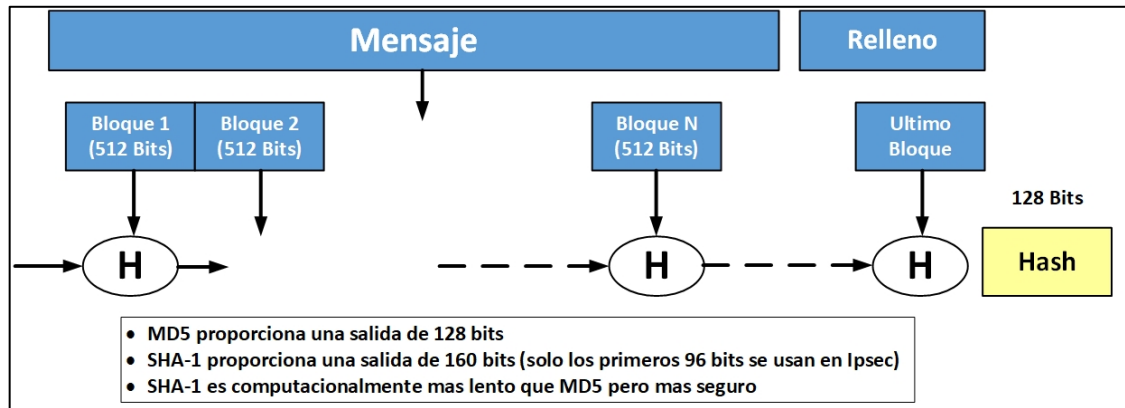 Mensaje
Relleno
Bloque 1
(512 Bits)
Bloque 2
(512 Bits)
Bloque N
(512 Bits)
Ultimo
Bloque
128 Bits
H
H
H
Hash
• MD5 proporciona una salida de 128 bits
• SHA-1 proporciona una salida de 160 bits (solo los primeros 96 bits se usan en Ipsec)
• SHA-1 es computacionalmente mas lento que MD5 pero mas seguro